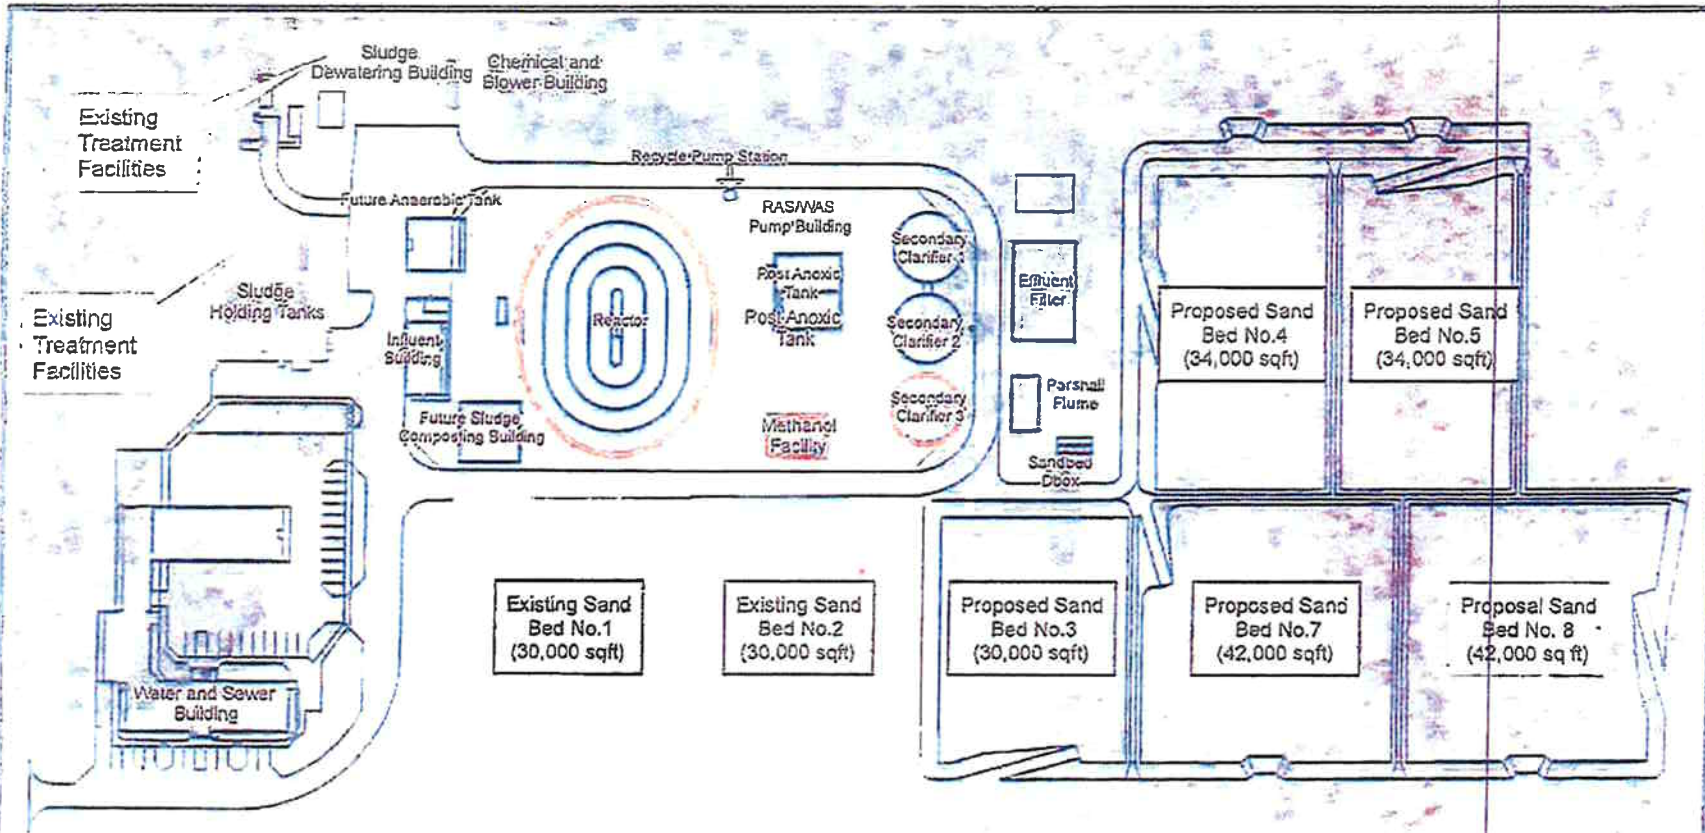 Sludge
Dewatering Building
Chemical and
Blower Building
Existing
Treatment
Facilities
Recycle Pump Station
Future Anaerobic Tank
RAS/WAS
Pump Building
Secondary
Clarifier 1
Post Anoxic
Tank
Effluent
Filter
Sludge
Holding Tanks
Existing
Treatment
Facilities
Reactor
Post Anoxic
Tank
Secondary
Clarifier 2
Influent
Building
Proposed Sand
Bed No.4
(34,000 sqft)
Proposed Sand
Bed No.5
(34,000 sqft)
Parshall
Flume
Secondary
Clarifier 3
Future Sludge
Composting Building
Methanol
Facility
Sandbed
Dbox
Existing Sand
Bed No.1
(30,000 sqft)
Existing Sand
Bed No.2
(30,000 sqft)
Proposed Sand
Bed No.3
(30,000 sqft)
Proposed Sand
Bed No.7
(42,000 sqft)
Proposal Sand
Bed No. 8
(42,000 sq ft)
Water and Sewer
Building